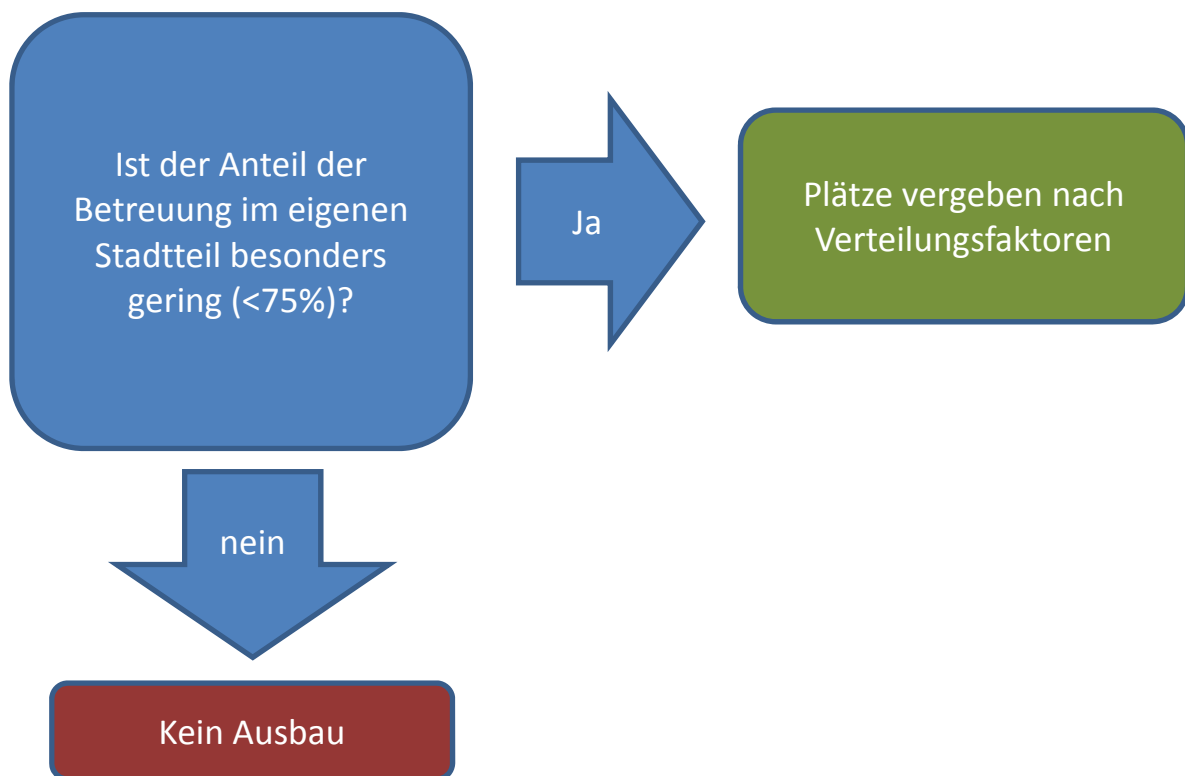 Ist der Anteil der
Betreuung im eigenen
Stadtteil besonders
gering (<75%)?
Ja
Plätze vergeben nach
Verteilungsfaktoren
nein
Kein Ausbau